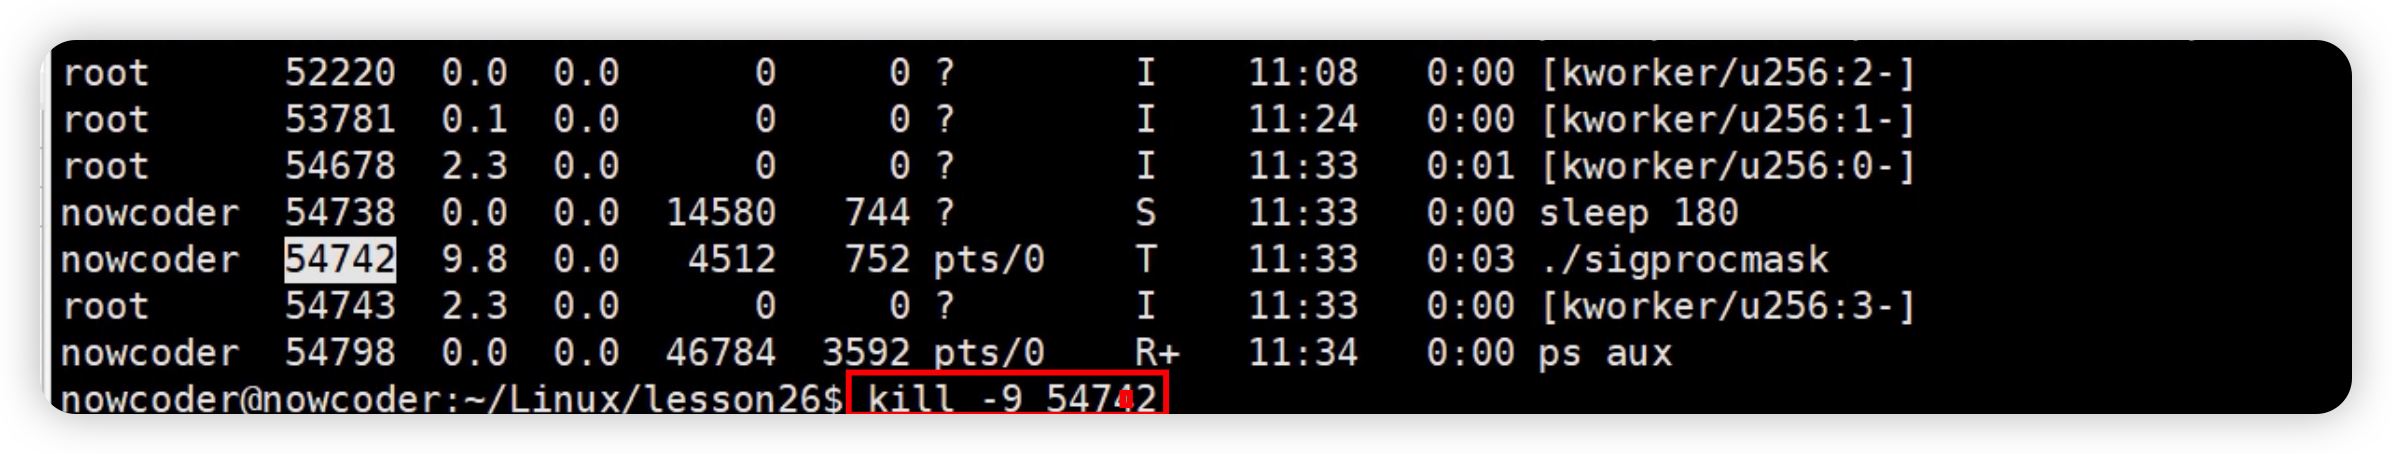 root 52220 0.0 0.0 0 0 ? I 11:08 0:00 [kworker/u256:2-]
root 53781 0.1 0.0 0 0 ? I 11:24 0:00 [kworker/u256:1-]
root 54678 2.3 0.0 0 0 ? I 11:33 0:01 [kworker/u256:0-]
nowcoder 54738 0.0 0.0 14580 744 ? S 11:33 0:00 sleep 180
nowcoder 54742 9.8 0.0 4512 752 pts/0 T 11:33 0:03 ./sigprocmask
root 54743 2.3 0.0 0 0 ? I 11:33 0:00 [kworker/u256:3-]
nowcoder 54798 0.0 0.0 46784 3592 pts/0 R+ 11:34 0:00 ps aux
nowcoder@nowcoder:~/Linux/lesson26$ kill -9 54742